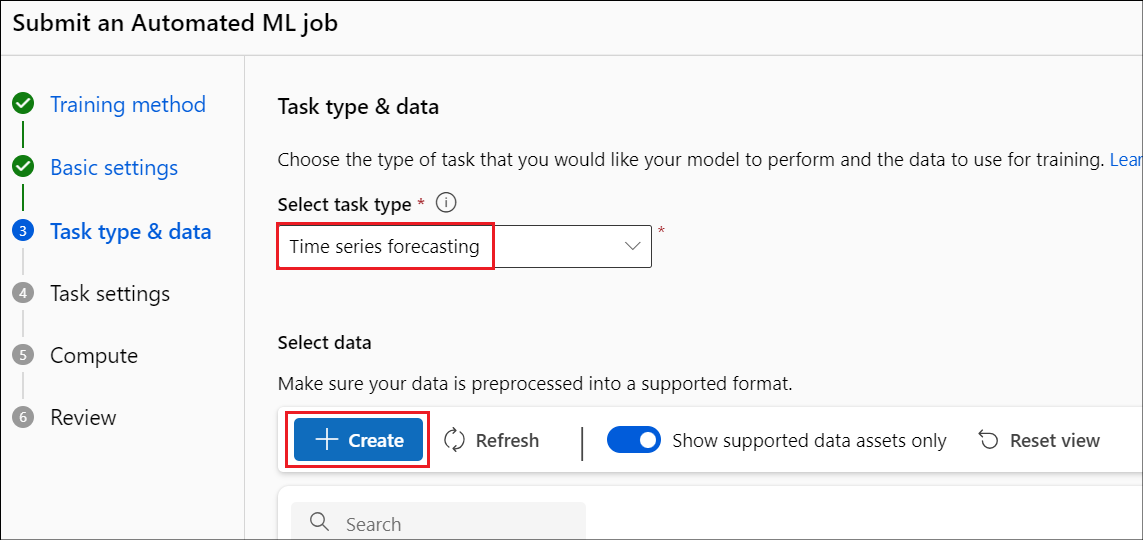 Submit an Automated ML job
Training method
Basic settings
3 Task type & data
4 Task settings
5 Compute
6 Review
Task type & data
Choose the type of task that you would like your model to perform and the data to use for training. Lear
Select task type *
Time series forecasting *
Select data
Make sure your data is preprocessed into a supported format.
Create Refresh Show supported data assets only Reset view
Search